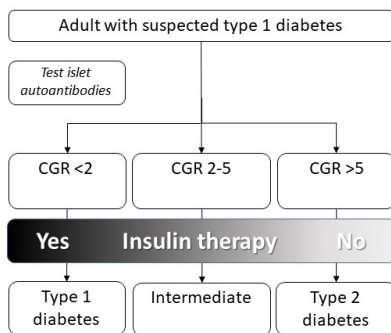 Adult with suspected type 1 diabetes
Test islet
autoantibodies
CGR <2
CGR 2-5
CGR >5
Yes Insulin therapy No
Type 1
diabetes
Intermediate
Type 2
diabetes